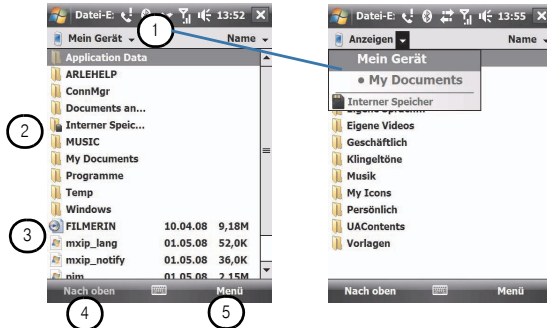 Datei-E: 13:52
Mein Gerät Name
Application Data
ARLEHELP
ConnMgr
Documents an...
Interner Speic...
MUSIC
My Documents
Programme
Temp
Windows
FILMERIN 10.04.08 9,18M
mxip_lang 01.05.08 52,0K
mxip_notify 01.05.08 36,0K
pim 01.05.08 2,15M
Nach oben Menü
1
2
3
4
5
Datei-E: 13:55
Anzeigen Name
Mein Gerät
My Documents
Interner Speicher
Eigene Videos
Geschäftlich
Klingeltöne
Musik
My Icons
Persönlich
UAContents
Vorlagen
Nach oben Menü